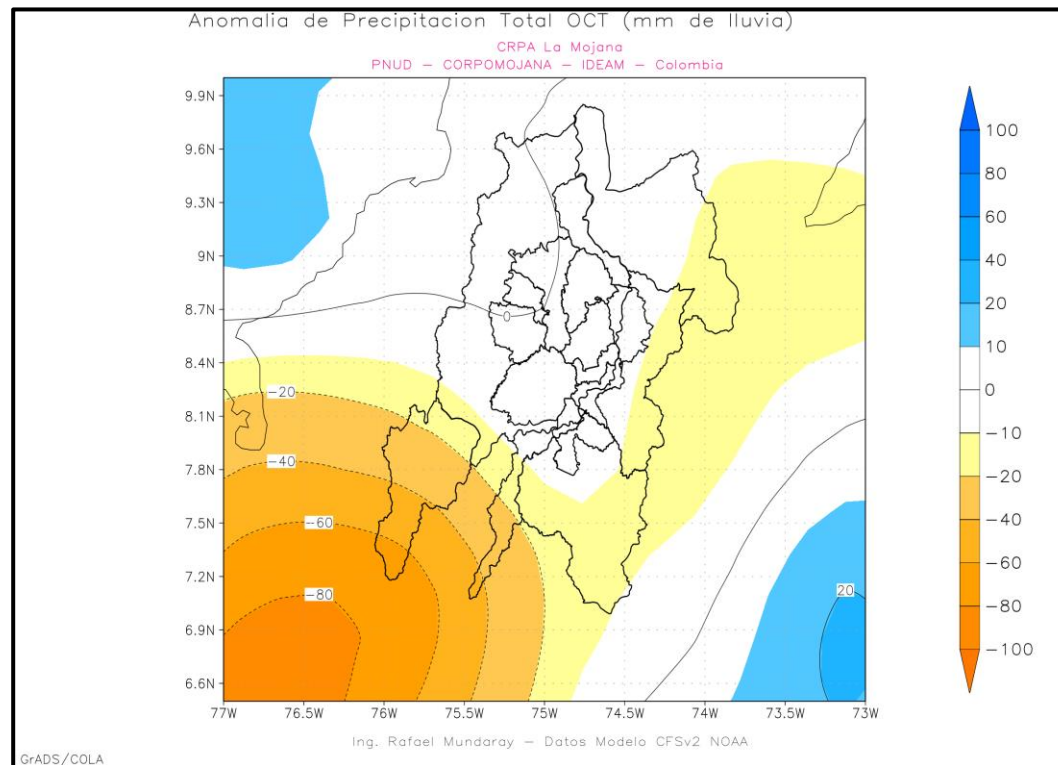 Anomalia de Precipitacion Total OCT (mm de lluvia)
CRPA La Mojana
PNUD – CORPOMOJANA – IDEAM – Colombia
9.9N
9.6N
9.3N
9N
8.7N
8.4N
8.1N
7.8N
7.5N
7.2N
6.9N
6.6N
0
−20
−40
−60
−80
20
77W 76.5W 76W 75.5W 75W 74.5W 74W 73.5W 73W
100
80
60
40
20
10
0
−10
−20
−40
−60
−80
−100
Ing. Rafael Mundaray – Datos Modelo CFSv2 NOAA
GrADS/COLA